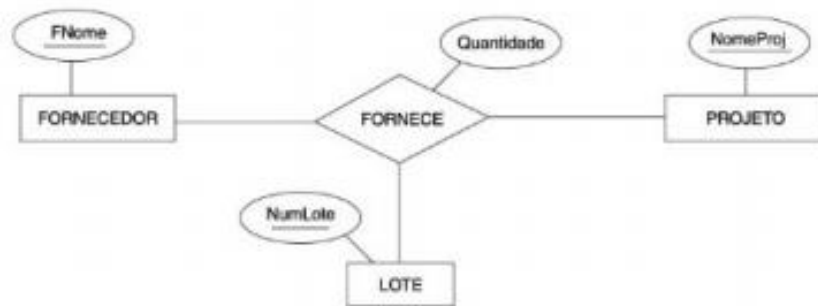 FNome
Quantidade
NomeProj
FORNECEDOR
FORNECE
PROJETO
NumLote
LOTE